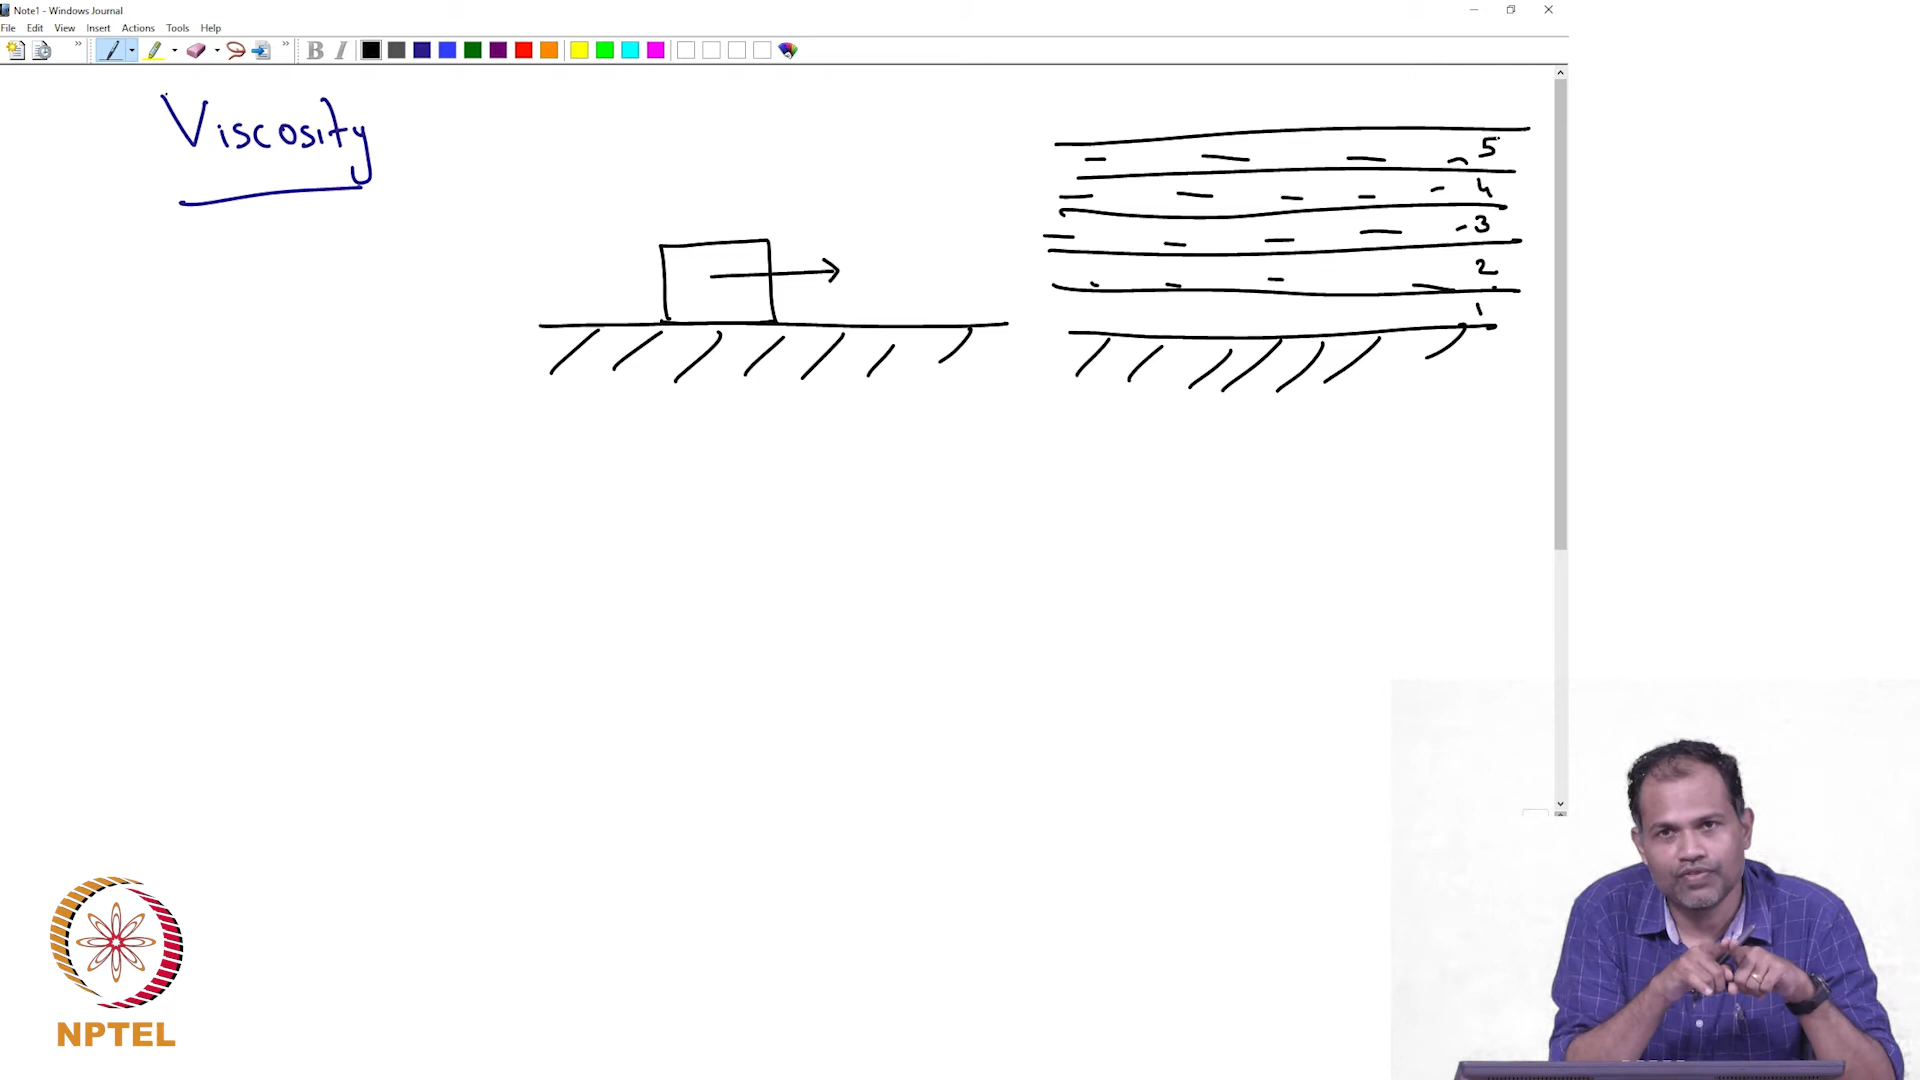 Note1 - Windows Journal
File Edit View Insert Actions Tools Help
B I
Viscosity
5
4
3
2
1
NPTEL